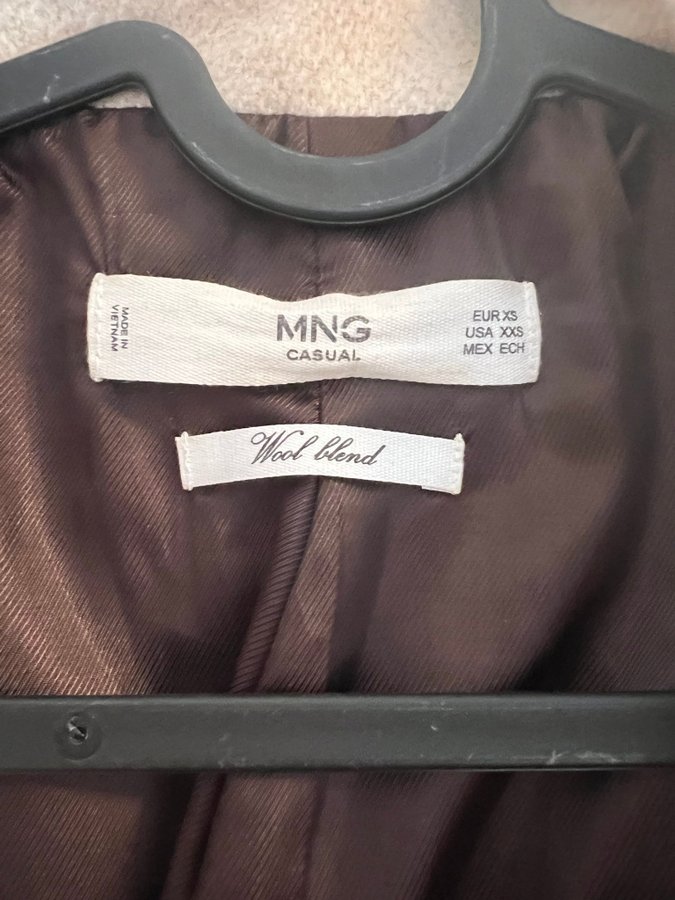 MADE IN
VIETNAM
MNG
CASUAL
EUR XS
USA XXS
MEX ECH
Wool blend